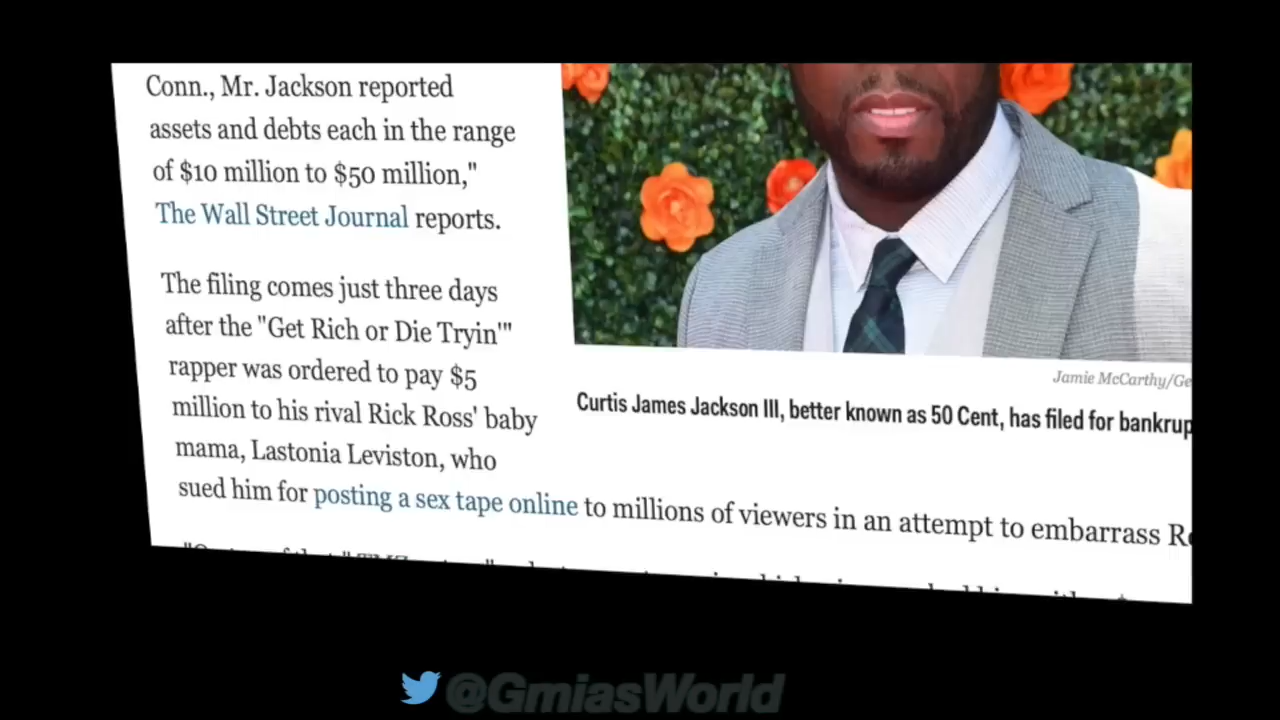 Conn., Mr. Jackson reported
assets and debts each in the range
of $10 million to $50 million,"
The Wall Street Journal reports.
The filing comes just three days
after the "Get Rich or Die Tryin'"
rapper was ordered to pay $5
million to his rival Rick Ross' baby
mama, Lastonia Leviston, who
sued him for posting a sex tape online to millions of viewers in an attempt to embarrass
Jamie McCarthy/Ge
Curtis James Jackson III, better known as 50 Cent, has filed for bankrup
@GmiasWorld